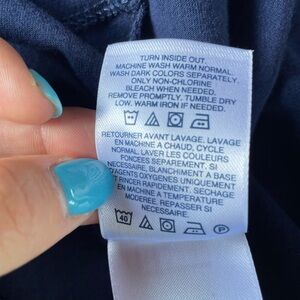 TURN INSIDE OUT.
MACHINE WASH WARM NORMAL.
WASH DARK COLORS SEPARATELY
ONLY NON-CHLORINE
BLEACH WHEN NEEDED.
REMOVE PROMPTLY. TUMBLE DRY
LOW. WARM IRON IF NEEDED.
RETOURNER AVANT LAVAGE. LAVAGE
EN MACHINE A CHAUD, CYCLE
NORMAL. LAVER LES COULEURS
FONCEES SEPAREMENT. SI
NECESSAIRE, BLANCHIMENT A BASE
D'AGENTS OXYGENES UNIQUEMENT
ET RINCER RAPIDEMENT. SECHAGE
EN MACHINE A TEMPERATURE
MODEREE. REPASSER SI
NECESSAIRE.
40 P